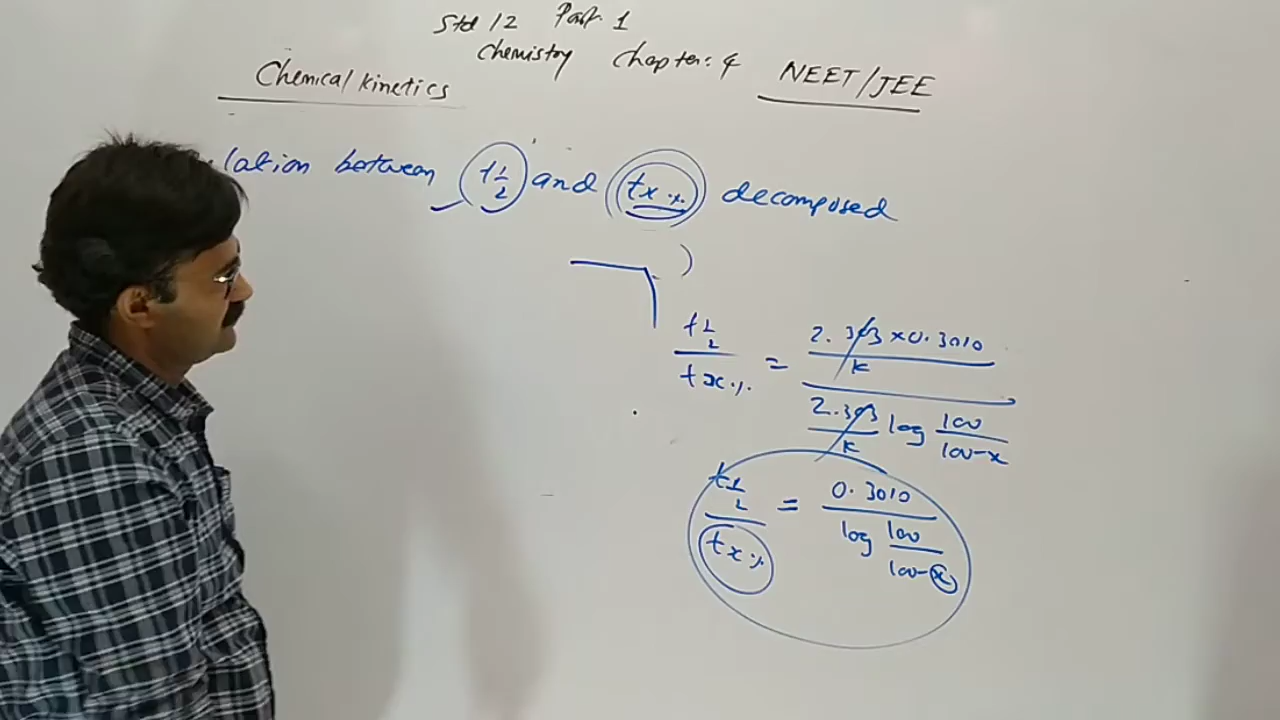 Std 12 Part. 1
Chemistry Chapter: 4
Chemical kinetics NEET/JEE
lation between t1/2 and tx% decomposed
)
t1/2 / tx% = (2.303 × 0.3010 / k) / (2.303 / k log 100 / 100-x)
t1/2 / tx% = 0.3010 / log 100 / 100-x